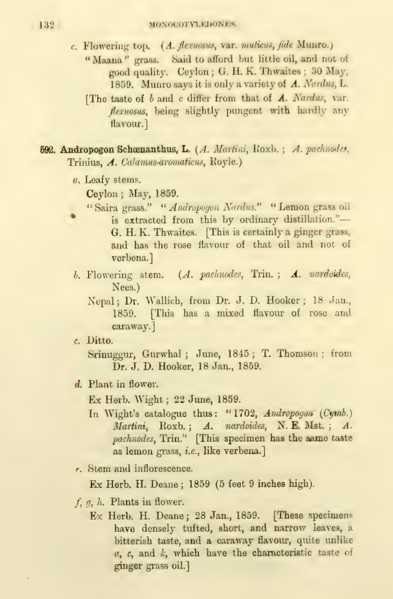 132 MONOCOTYLEDONES.
c. Flowering top. (A. flexuosus, var. muticus, fide Munro.)
"Maana" grass. Said to afford but little oil, and not of
good quality. Ceylon; G. H. K. Thwaites; 30 May,
1859. Munro says it is only a variety of A. Nardus, L.
[The taste of b and c differ from that of A. Nardus, var.
flexuosus, being slightly pungent with hardly any
flavour.]
592. Andropogon Schœnanthus, L. (A. Martini, Roxb.; A. pachnodes,
Trinius, A. Calamus-aromaticus, Royle.)
a. Leafy stems.
Ceylon; May, 1859.
"Saira grass." "Andropogon Nardus." "Lemon grass oil
is extracted from this by ordinary distillation."—
G. H. K. Thwaites. [This is certainly a ginger grass,
and has the rose flavour of that oil and not of
verbena.]
b. Flowering stem. (A. pachnodes, Trin.; A. nardoides,
Nees.)
Nepal; Dr. Wallich, from Dr. J. D. Hooker; 18 Jan.,
1859. [This has a mixed flavour of rose and
caraway.]
c. Ditto.
Srinuggur, Gurwhal; June, 1845; T. Thomson; from
Dr. J. D. Hooker, 18 Jan., 1859.
d. Plant in flower.
Ex Herb. Wight; 22 June, 1859.
In Wight's catalogue thus: "1702, Andropogon (Cymb.)
Martini, Roxb.; A. nardoides, N. E. Mst.; A.
pachnodes, Trin." [This specimen has the same taste
as lemon grass, i.e., like verbena.]
e. Stem and inflorescence.
Ex Herb. H. Deane; 1859 (5 feet 9 inches high).
f, g, h. Plants in flower.
Ex Herb. H. Deane; 28 Jan., 1859. [These specimens
have densely tufted, short, and narrow leaves, a
bitterish taste, and a caraway flavour, quite unlike
a, c, and k, which have the characteristic taste of
ginger grass oil.]